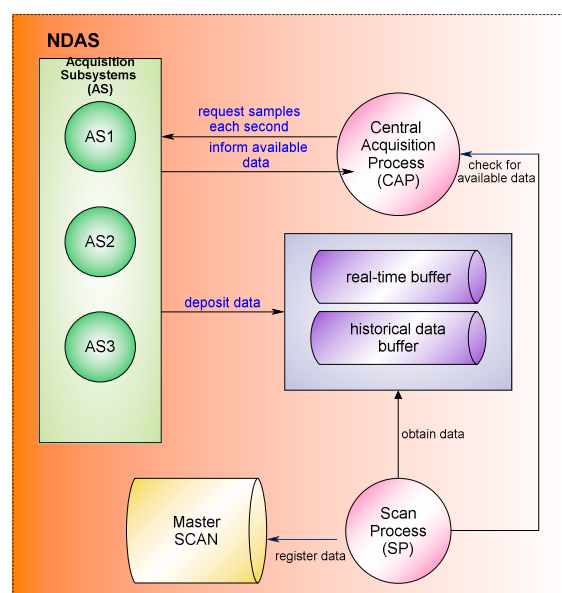 NDAS
Acquisition
Subsystems
(AS)
AS1
AS2
AS3
request samples
each second
inform available
data
Central
Acquisition
Process
(CAP)
check for
available data
real-time buffer
historical data
buffer
deposit data
obtain data
Master
SCAN
register data
Scan
Process
(SP)